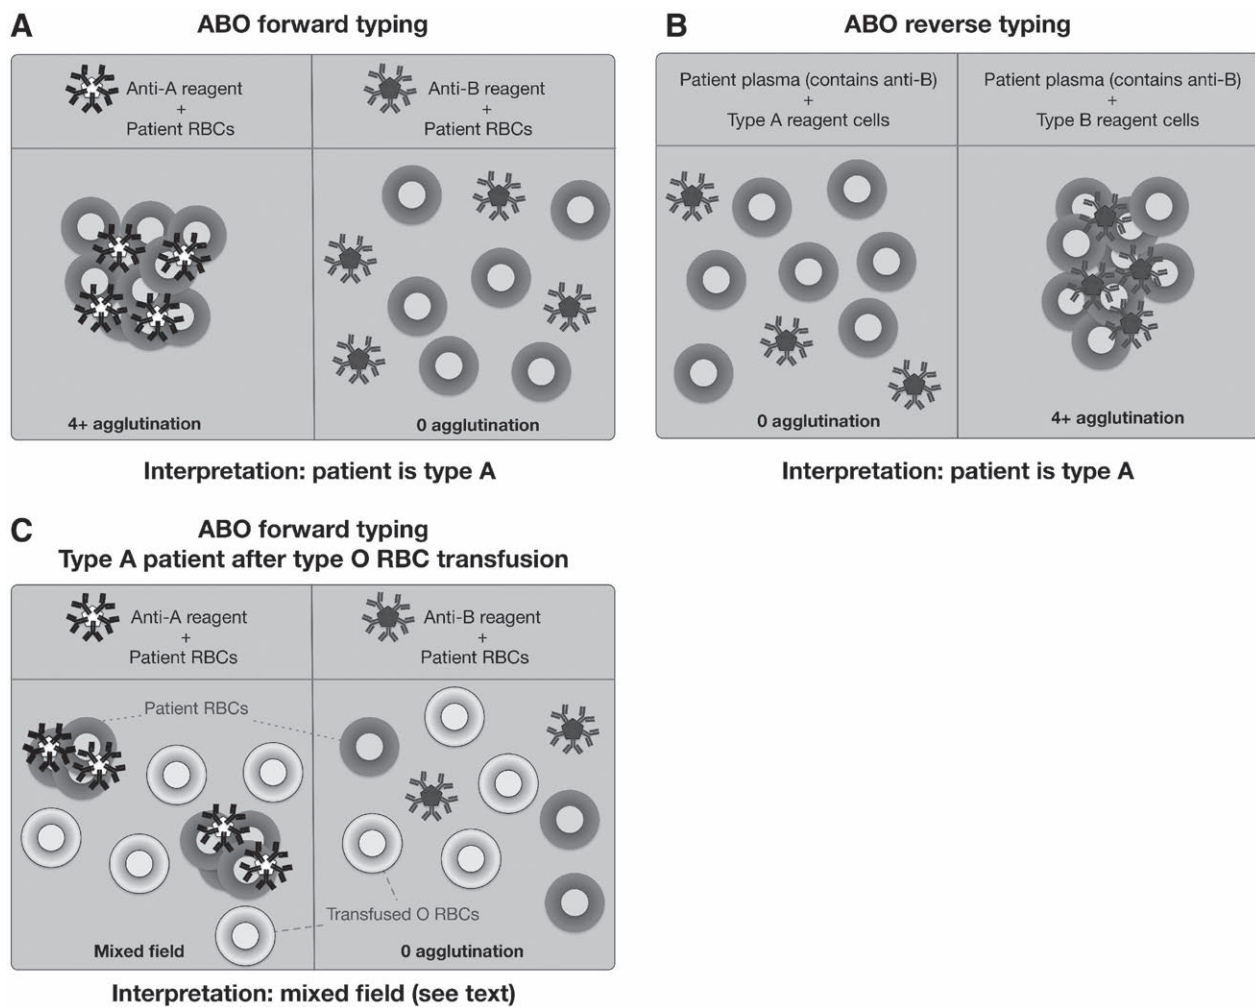 A
ABO forward typing
Anti-A reagent
+
Patient RBCs
Anti-B reagent
+
Patient RBCs
4+ agglutination
0 agglutination
Interpretation: patient is type A
B
ABO reverse typing
Patient plasma (contains anti-B)
+
Type A reagent cells
Patient plasma (contains anti-B)
+
Type B reagent cells
0 agglutination
4+ agglutination
Interpretation: patient is type A
C
ABO forward typing
Type A patient after type O RBC transfusion
Anti-A reagent
+
Patient RBCs
Anti-B reagent
+
Patient RBCs
Patient RBCs
Transfused O RBCs
Mixed field
0 agglutination
Interpretation: mixed field (see text)